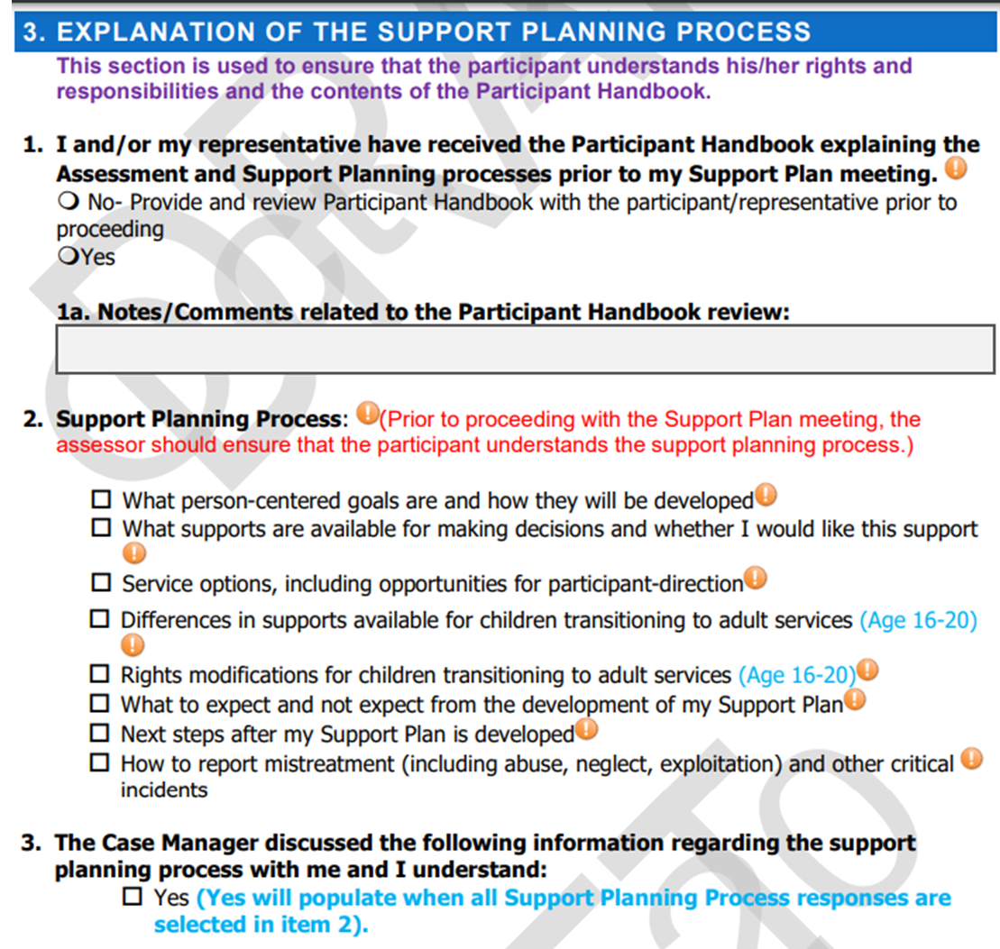 3. EXPLANATION OF THE SUPPORT PLANNING PROCESS
This section is used to ensure that the participant understands his/her rights and
responsibilities and the contents of the Participant Handbook.
1. I and/or my representative have received the Participant Handbook explaining the
Assessment and Support Planning processes prior to my Support Plan meeting.
No- Provide and review Participant Handbook with the participant/representative prior to
proceeding
Yes
1a. Notes/Comments related to the Participant Handbook review:
2. Support Planning Process: (Prior to proceeding with the Support Plan meeting, the
assessor should ensure that the participant understands the support planning process.)
What person-centered goals are and how they will be developed
What supports are available for making decisions and whether I would like this support
Service options, including opportunities for participant-direction
Differences in supports available for children transitioning to adult services (Age 16-20)
Rights modifications for children transitioning to adult services (Age 16-20)
What to expect and not expect from the development of my Support Plan
Next steps after my Support Plan is developed
How to report mistreatment (including abuse, neglect, exploitation) and other critical
incidents
3. The Case Manager discussed the following information regarding the support
planning process with me and I understand:
Yes (Yes will populate when all Support Planning Process responses are
selected in item 2).